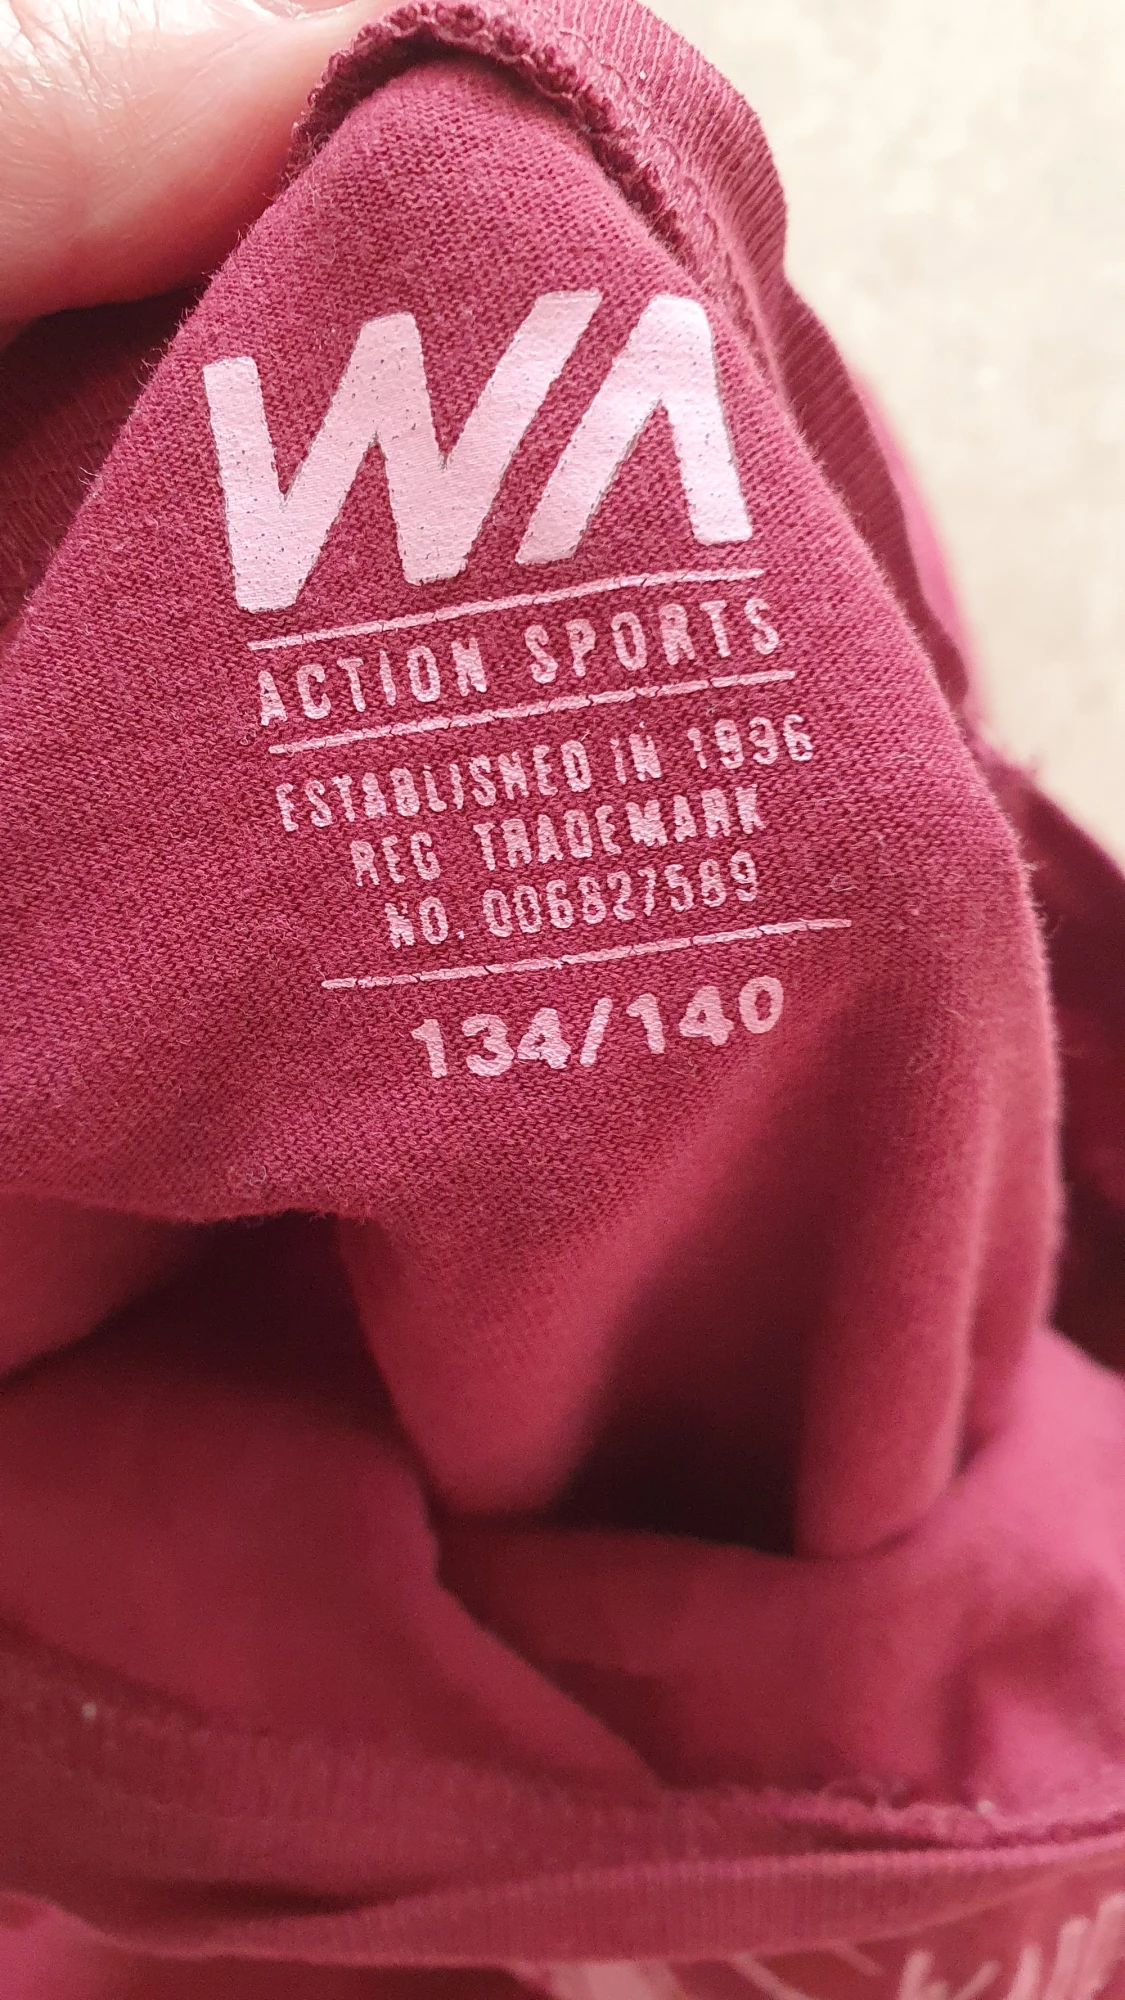 WA
ACTION SPORTS
ESTABLISHED IN 1996
REG TRADEMARK
NO. 006827589
134/140